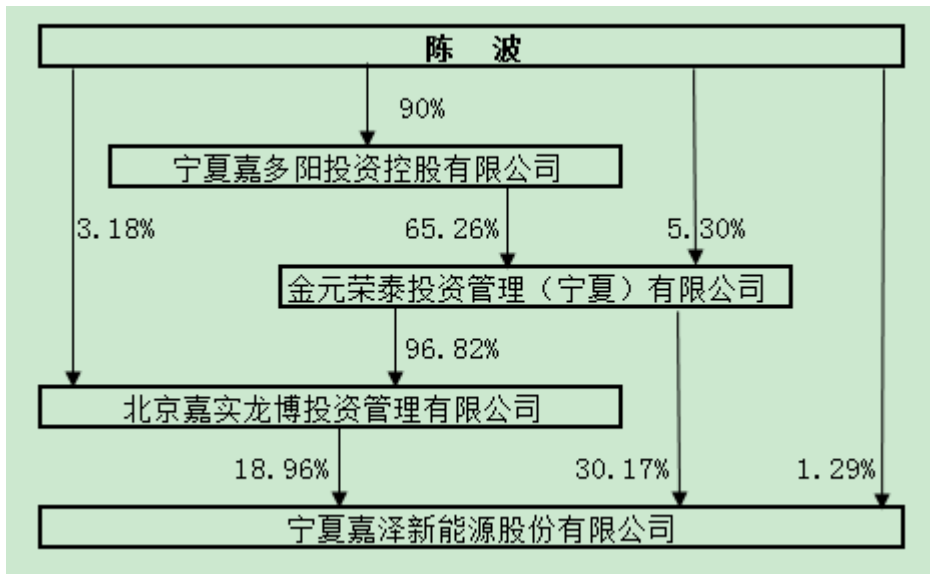 陈 波
90%
宁夏嘉多阳投资控股有限公司
3.18%
65.26%
5.30%
金元荣泰投资管理（宁夏）有限公司
96.82%
北京嘉实龙博投资管理有限公司
18.96%
30.17%
1.29%
宁夏嘉泽新能源股份有限公司